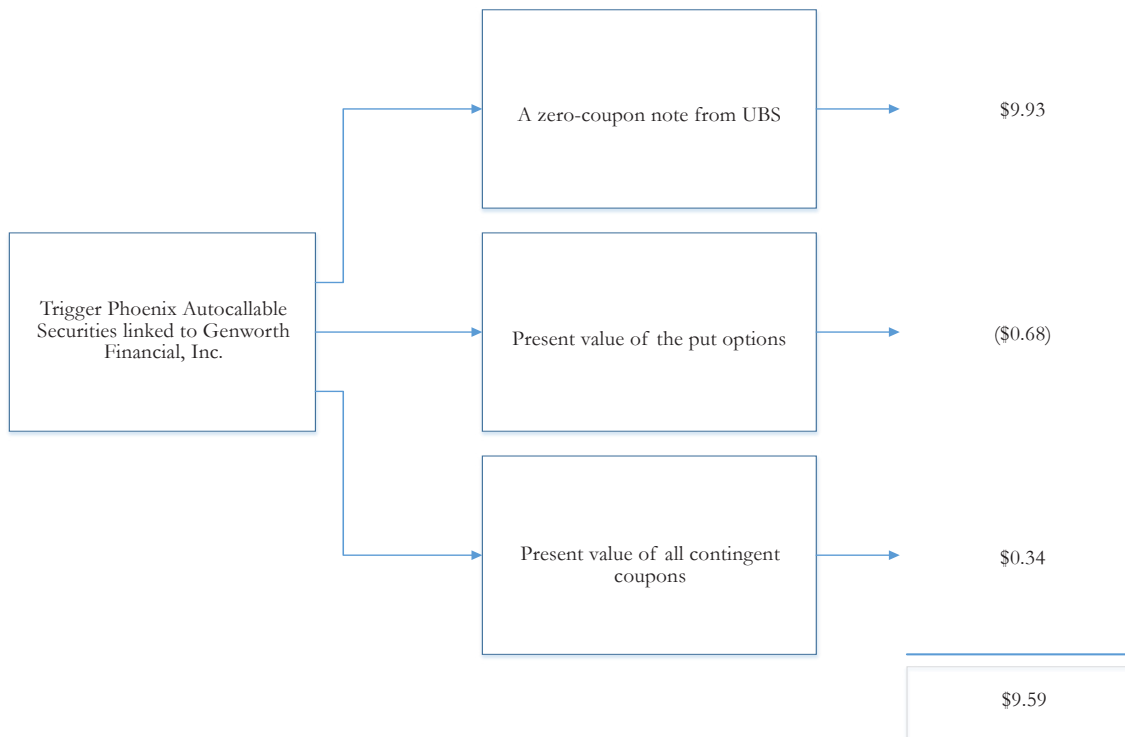 A zero-coupon note from UBS
$9.93
Trigger Phoenix Autocallable
Securities linked to Genworth
Financial, Inc.
Present value of the put options
($0.68)
Present value of all contingent
coupons
$0.34
$9.59